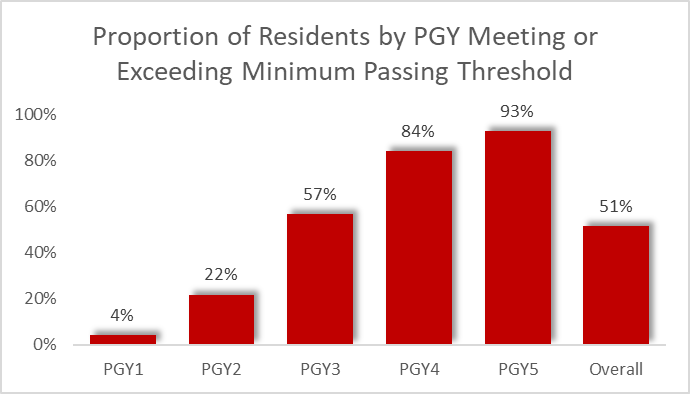 Proportion of Residents by PGY Meeting or
Exceeding Minimum Passing Threshold
100%
80%
60%
40%
20%
0%
4%
22%
57%
84%
93%
51%
PGY1
PGY2
PGY3
PGY4
PGY5
Overall